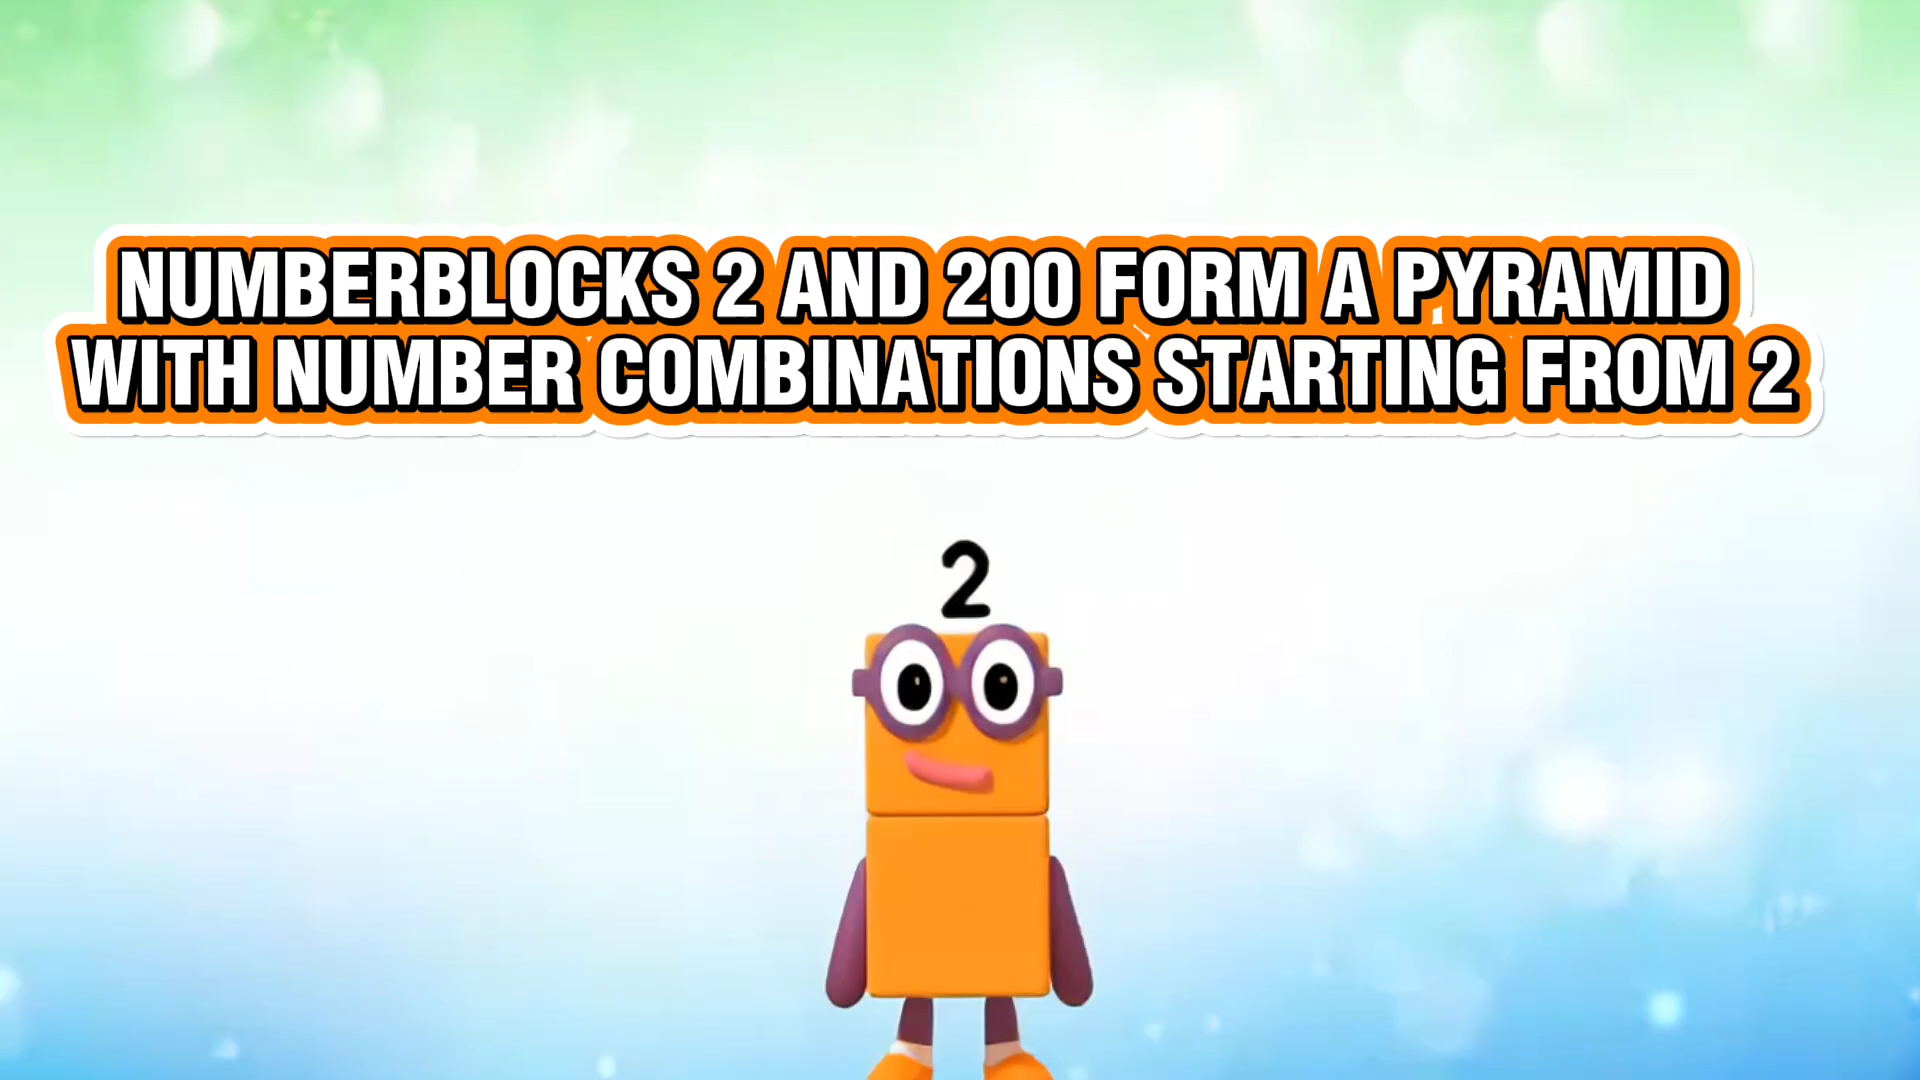 NUMBERBLOCKS 2 AND 200 FORM A PYRAMID
WITH NUMBER COMBINATIONS STARTING FROM 2
2